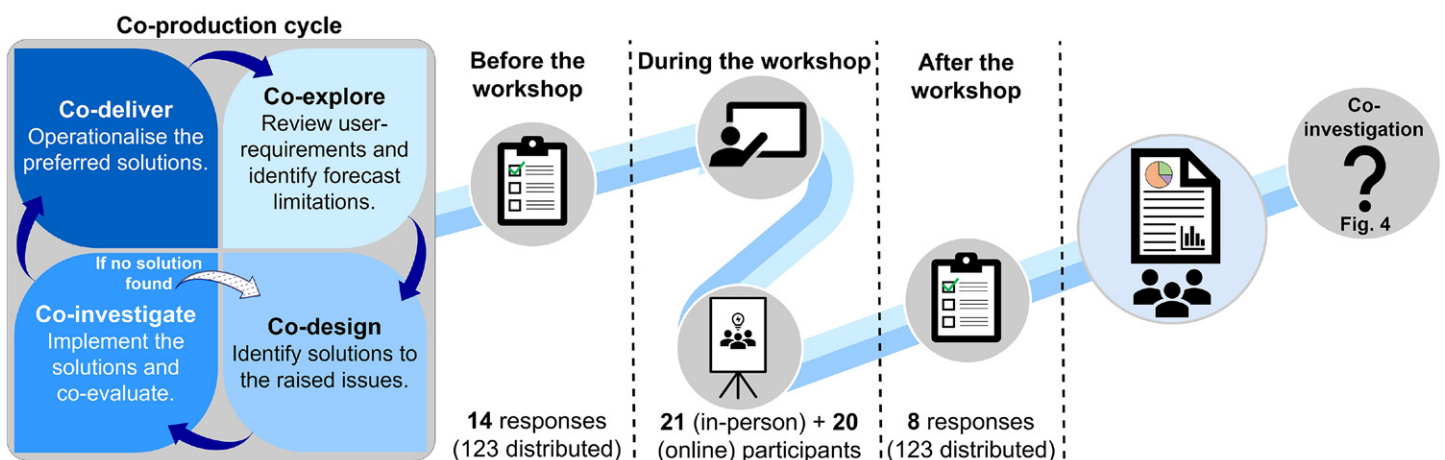 Co-production cycle
Co-deliver
Operationalise the
preferred solutions.
Co-explore
Review user-
requirements and
identify forecast
limitations.
If no solution
found
Co-investigate
Implement the
solutions and
co-evaluate.
Co-design
Identify solutions to
the raised issues.
Before the
workshop
14 responses
(123 distributed)
During the workshop
21 (in-person) + 20
(online) participants
After the
workshop
8 responses
(123 distributed)
Co-
investigation
?
Fig. 4